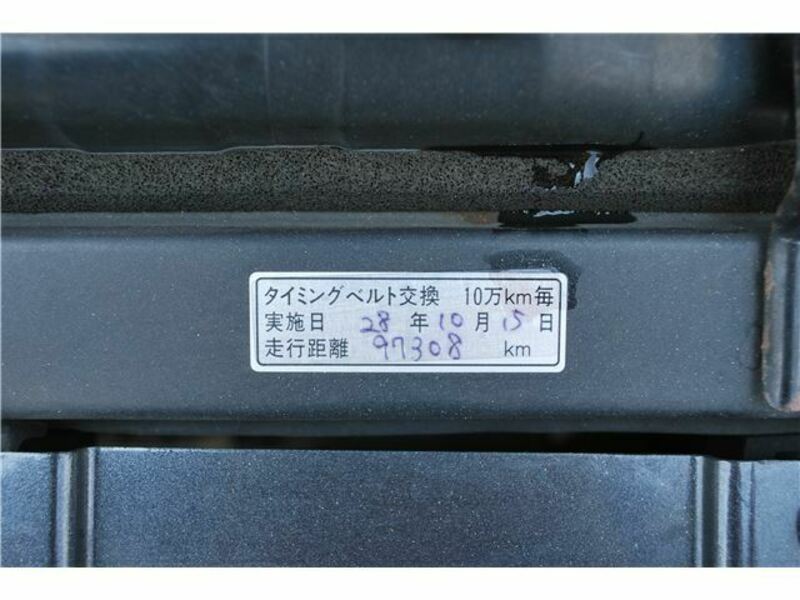 タイミングベルト交換 10万km毎
実施日 28 年 10 月 15 日
走行距離 97308 km